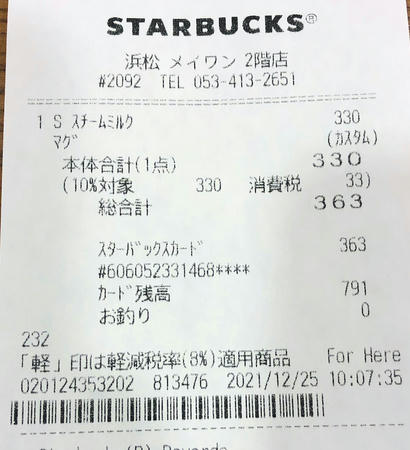 STARBUCKS®
浜松 メイワン 2階店
#2092 TEL 053-413-2651
1 S スチームミルク 330
マグ (カスタム)
本体合計(1点) 330
(10%対象 330 消費税 33)
総合計 363
スターバックスカード 363
#606052331468****
カード残高 791
お釣り 0
232
「軽」印は軽減税率(8%)適用商品 For Here
020124353202 813476 2021/12/25 10:07:35